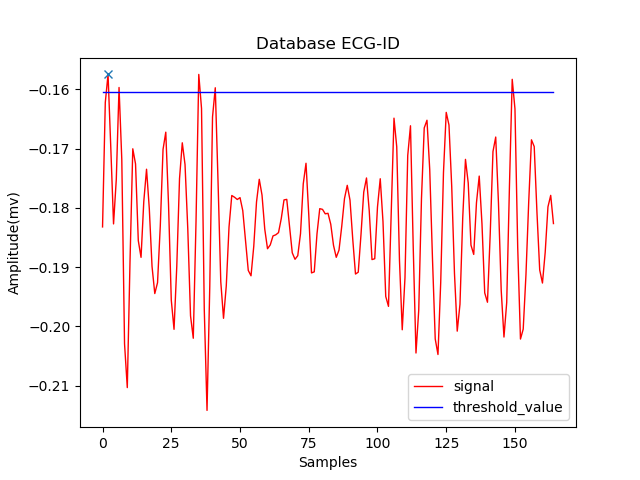 Database ECG-ID
Amplitude(mv)
−0.16
−0.17
−0.18
−0.19
−0.20
−0.21
signal
threshold_value
0
25
50
75
100
125
150
Samples